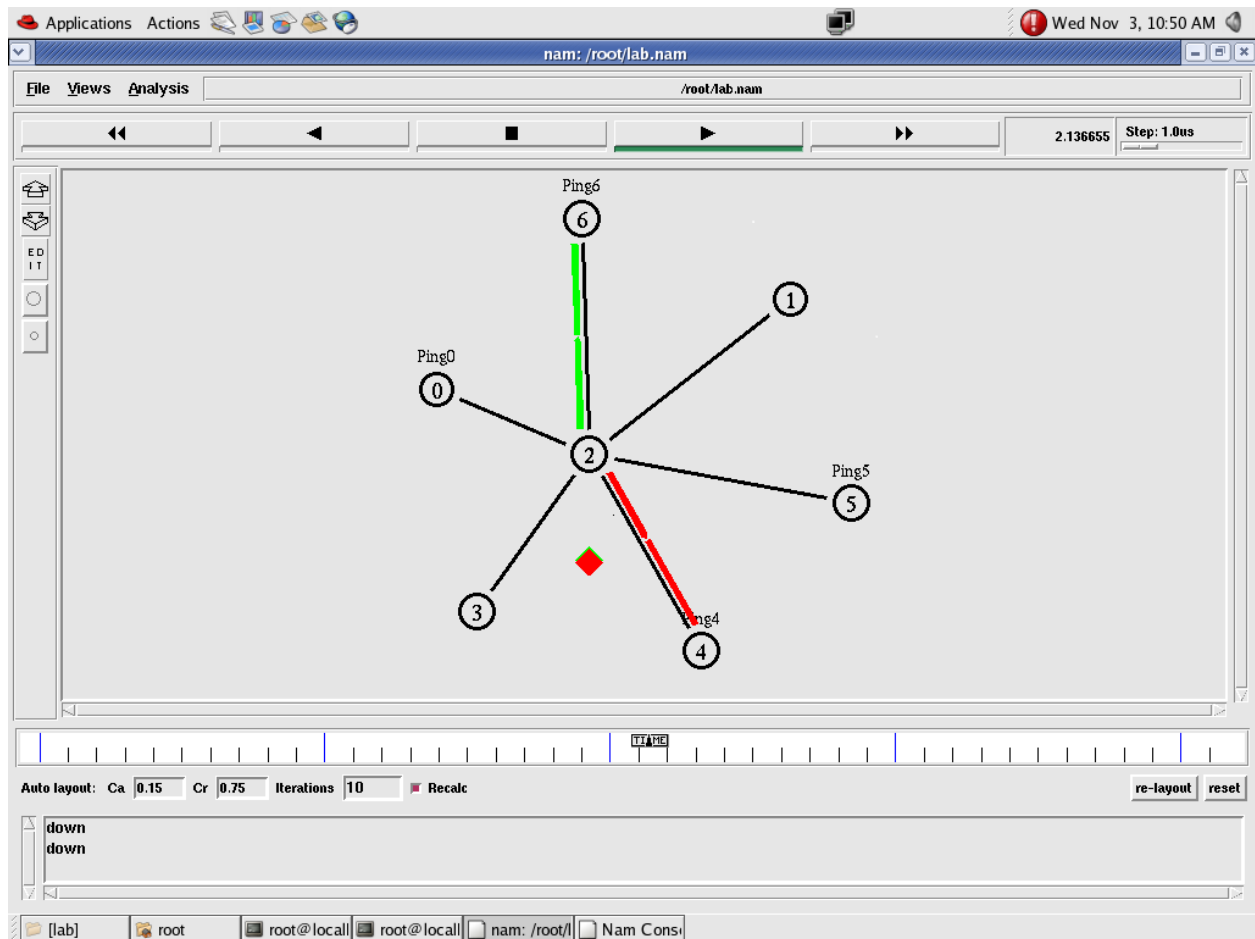 Applications Actions Wed Nov 3, 10:50 AM
nam: /root/lab.nam
File Views Analysis /root/lab.nam
2.136655 Step: 1.0us
Ping6
6
ED
IT
1
Ping0
0
2
Ping5
5
3
Ping4
4
TIME
Auto layout: Ca 0.15 Cr 0.75 Iterations 10 Recalc re-layout reset
down
down
[lab] root root@locall root@locall nam: /root/l Nam Conso